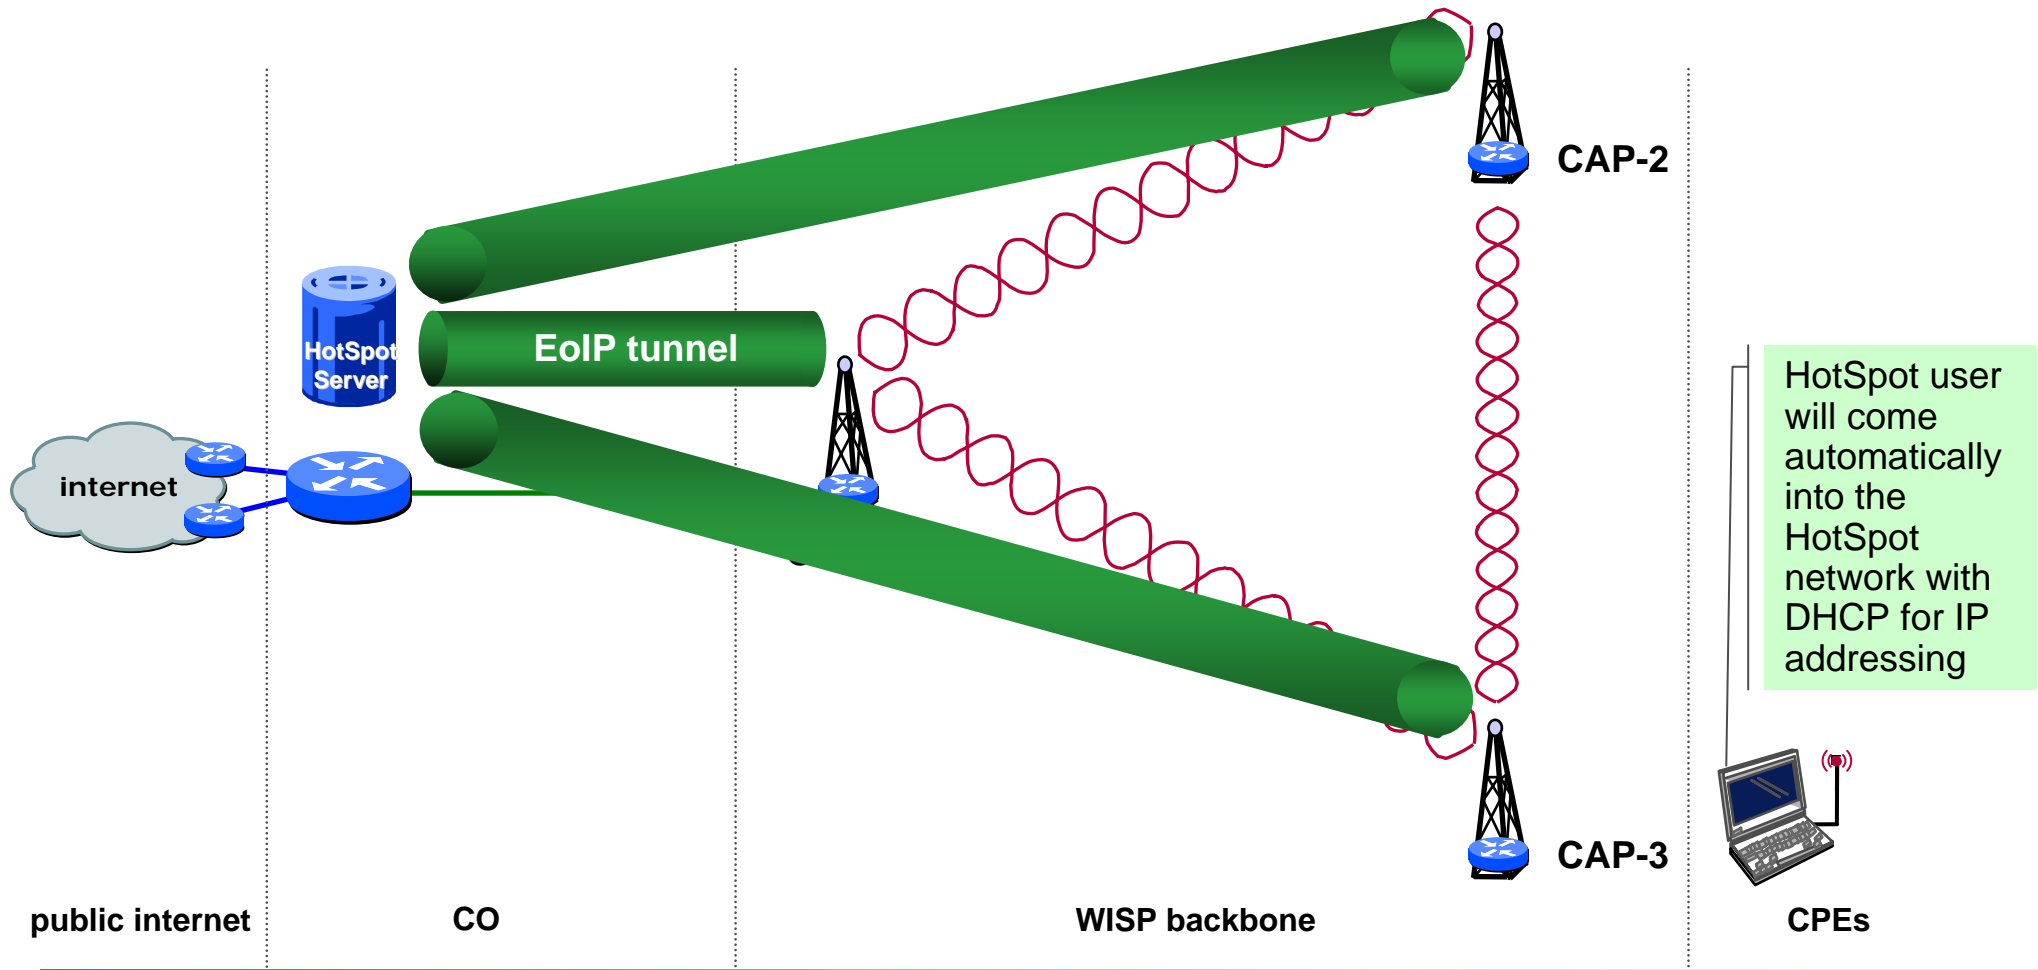 CAP-2
EoIP tunnel
HotSpot
Server
internet
HotSpot user
will come
automatically
into the
HotSpot
network with
DHCP for IP
addressing
CAP-3
public internet
CO
WISP backbone
CPEs